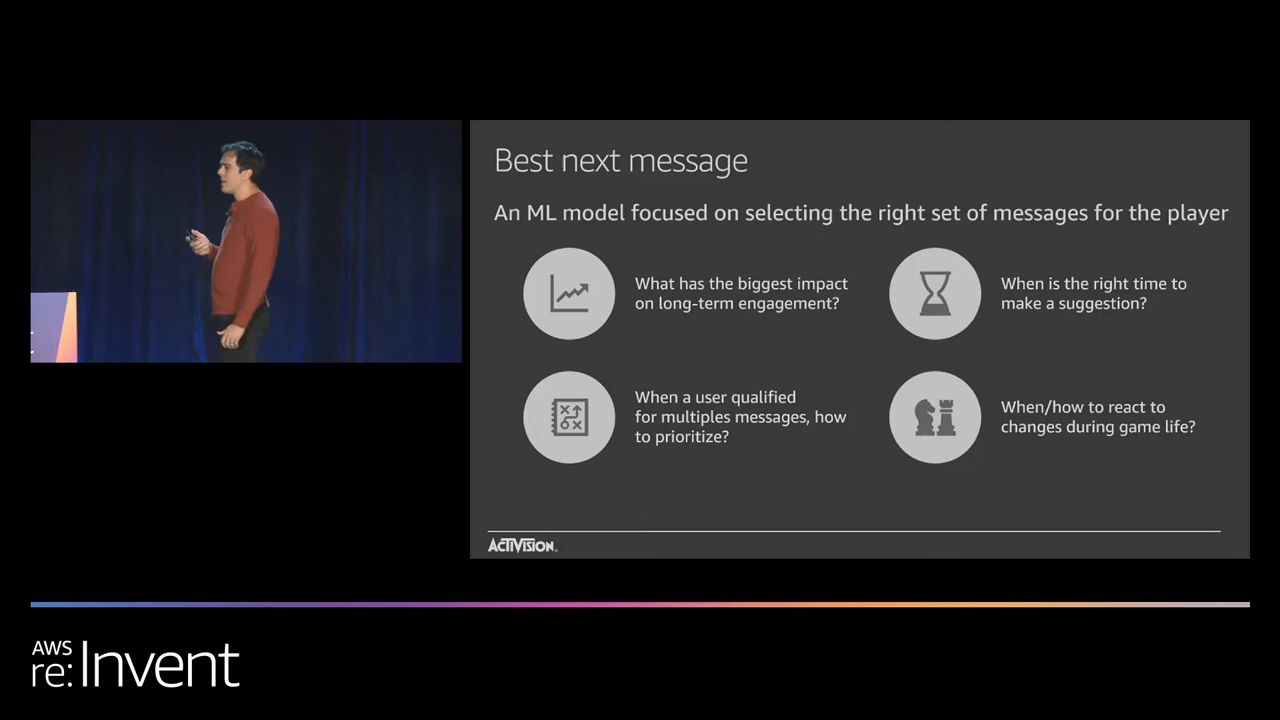 Best next message
An ML model focused on selecting the right set of messages for the player
What has the biggest impact
on long-term engagement?
When is the right time to
make a suggestion?
When a user qualified
for multiples messages, how
to prioritize?
When/how to react to
changes during game life?
ACTIVISION.
AWS
re:Invent